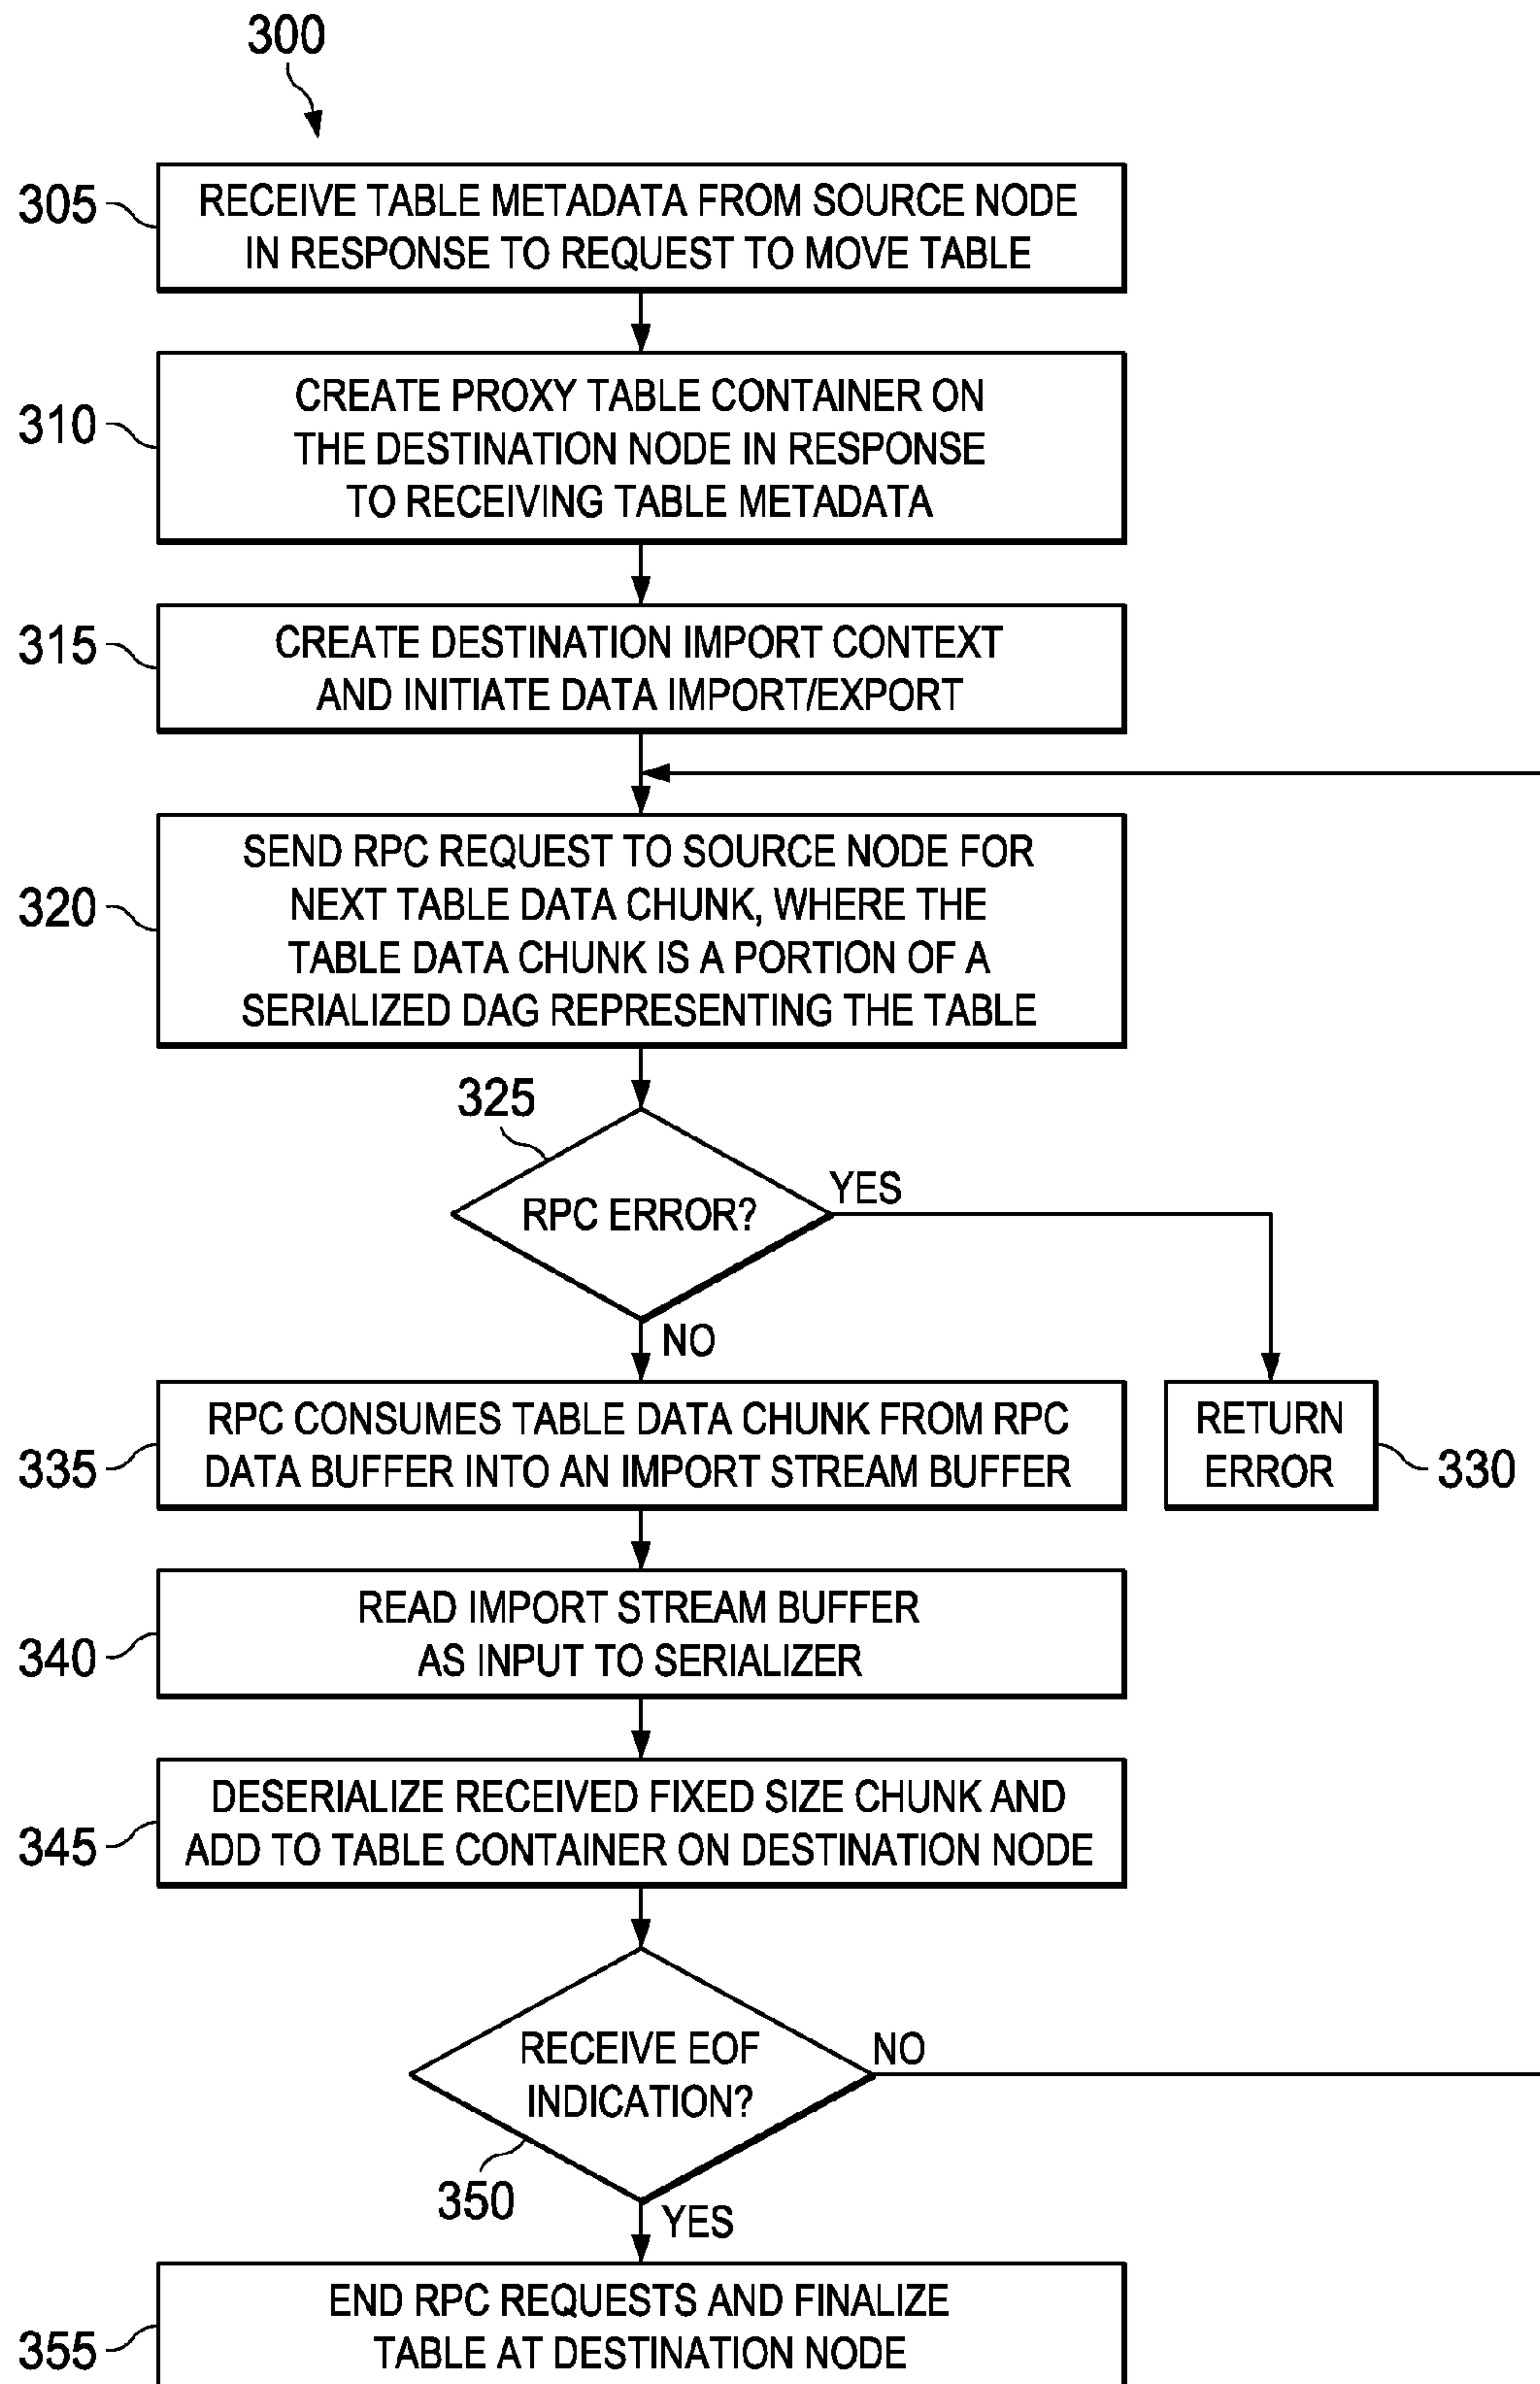 300
305
RECEIVE TABLE METADATA FROM SOURCE NODE
IN RESPONSE TO REQUEST TO MOVE TABLE
310
CREATE PROXY TABLE CONTAINER ON
THE DESTINATION NODE IN RESPONSE
TO RECEIVING TABLE METADATA
315
CREATE DESTINATION IMPORT CONTEXT
AND INITIATE DATA IMPORT/EXPORT
320
SEND RPC REQUEST TO SOURCE NODE FOR
NEXT TABLE DATA CHUNK, WHERE THE
TABLE DATA CHUNK IS A PORTION OF A
SERIALIZED DAG REPRESENTING THE TABLE
325
RPC ERROR?
YES
NO
335
RPC CONSUMES TABLE DATA CHUNK FROM RPC
DATA BUFFER INTO AN IMPORT STREAM BUFFER
RETURN
ERROR
330
340
READ IMPORT STREAM BUFFER
AS INPUT TO SERIALIZER
345
DESERIALIZE RECEIVED FIXED SIZE CHUNK AND
ADD TO TABLE CONTAINER ON DESTINATION NODE
RECEIVE EOF
INDICATION?
NO
350
YES
355
END RPC REQUESTS AND FINALIZE
TABLE AT DESTINATION NODE